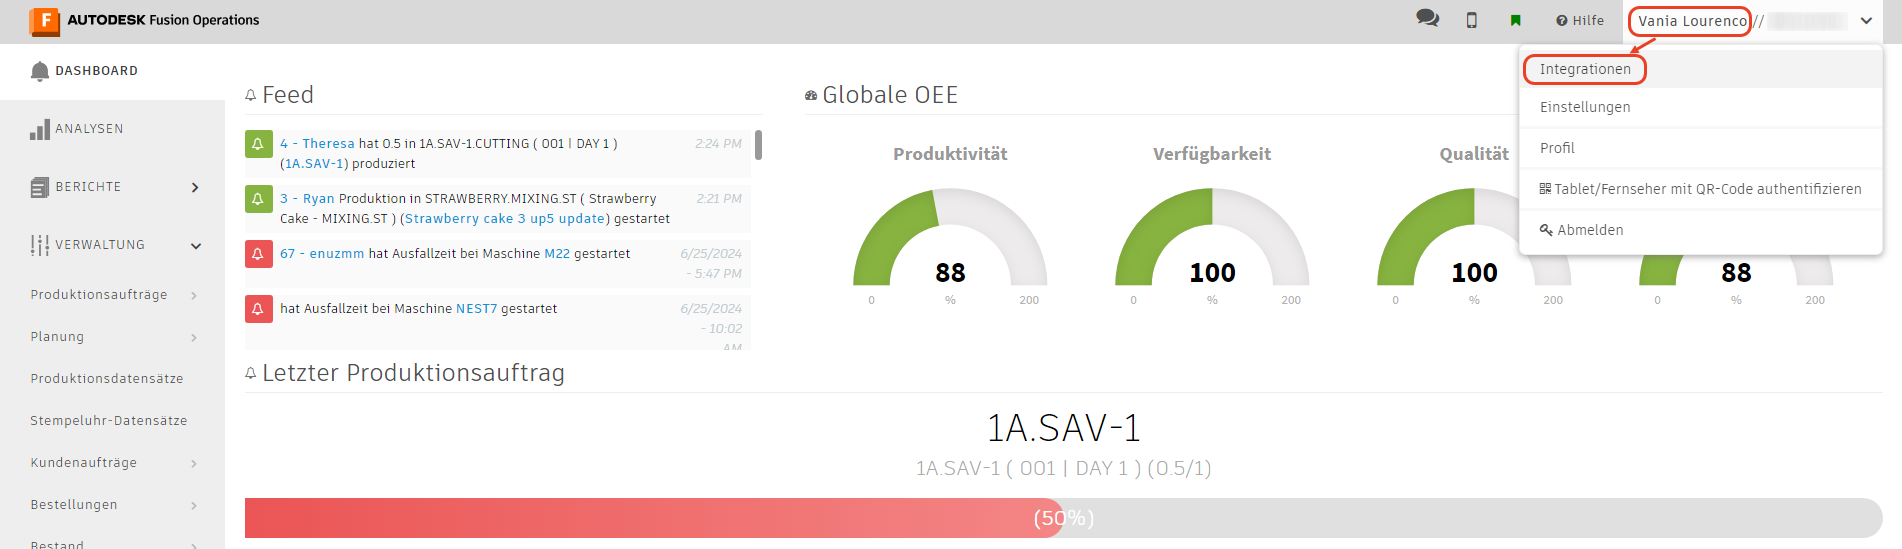 AUTODESK Fusion Operations
Hilfe
Vania Lourenco //
Integrationen
Einstellungen
Profil
Tablet/Fernseher mit QR-Code authentifizieren
Abmelden
DASHBOARD
ANALYSEN
BERICHTE
VERWALTUNG
Produktionsaufträge
Planung
Produktionsdatensätze
Stempeluhr-Datensätze
Kundenaufträge
Bestellungen
Bestand
Feed
4 - Theresa hat 0.5 in 1A.SAV-1.CUTTING ( 001 | DAY 1 ) 2:24 PM
(1A.SAV-1) produziert
3 - Ryan Produktion in STRAWBERRY.MIXING.ST ( Strawberry 2:21 PM
Cake - MIXING.ST ) (Strawberry cake 3 up5 update) gestartet
67 - enuzmm hat Ausfallzeit bei Maschine M22 gestartet 6/25/2024
- 5:47 PM
hat Ausfallzeit bei Maschine NEST7 gestartet 6/25/2024
- 10:02
AM
Globale OEE
Produktivität
88
0 % 200
Verfügbarkeit
100
0 % 200
Qualität
100
0 % 200
88
0 % 200
Letzter Produktionsauftrag
1A.SAV-1
1A.SAV-1 ( 001 | DAY 1 ) (0.5/1)
(50%)